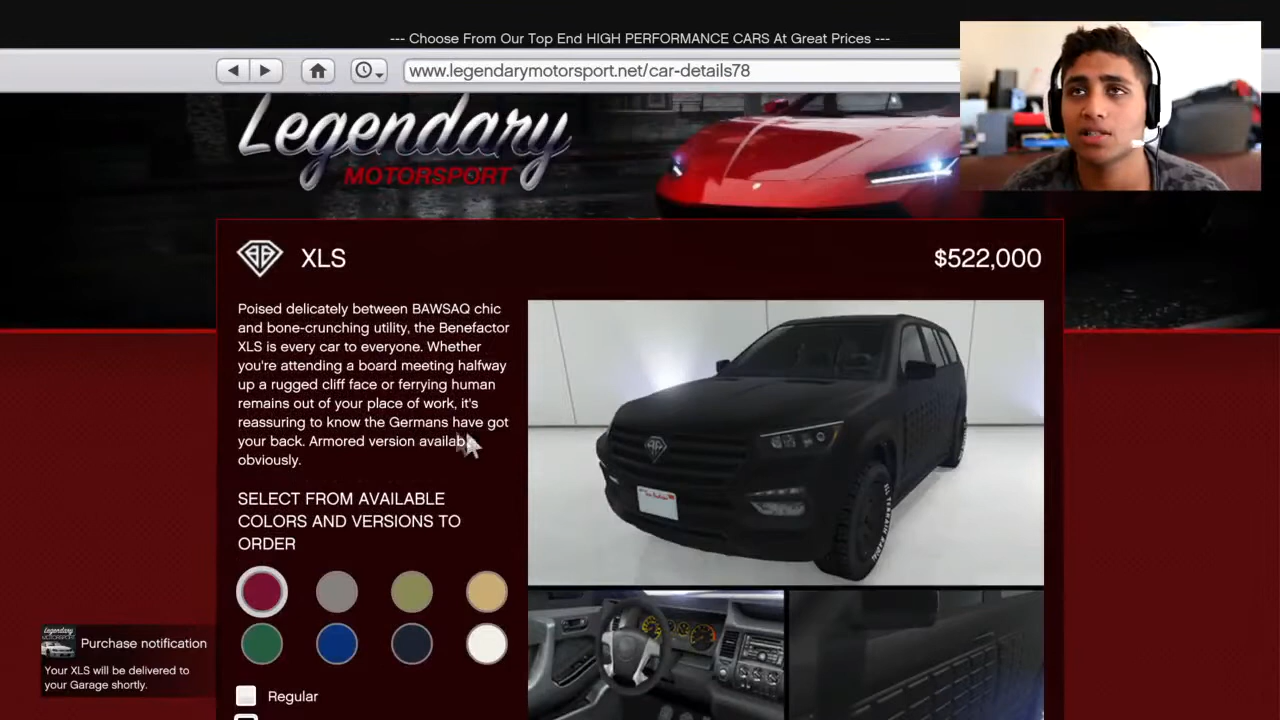 --- Choose From Our Top End HIGH PERFORMANCE CARS At Great Prices ---
www.legendarymotorsport.net/car-details78
Legendary
MOTORSPORT
XLS
$522,000
Poised delicately between BAWSAQ chic
and bone-crunching utility, the Benefactor
XLS is every car to everyone. Whether
you're attending a board meeting halfway
up a rugged cliff face or ferrying human
remains out of your place of work, it's
reassuring to know the Germans have got
your back. Armored version available
obviously.
SELECT FROM AVAILABLE
COLORS AND VERSIONS TO
ORDER
Regular
Legendary
MOTORSPORT
Purchase notification
Your XLS will be delivered to
your Garage shortly.